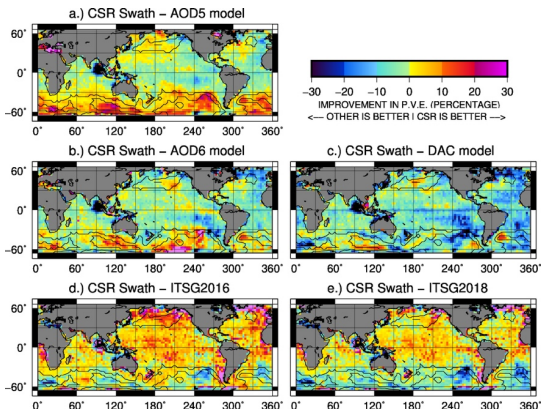 a.) CSR Swath – AOD5 model
60°
0°
−60°
0° 60° 120° 180° 240° 300° 360°
−30 −20 −10 0 10 20 30
IMPROVEMENT IN P.V.E. (PERCENTAGE)
<--- OTHER IS BETTER | CSR IS BETTER --->
b.) CSR Swath – AOD6 model
c.) CSR Swath – DAC model
60°
0°
−60°
0° 60° 120° 180° 240° 300° 360°
0° 60° 120° 180° 240° 300° 360°
d.) CSR Swath – ITSG2016
e.) CSR Swath – ITSG2018
60°
0°
−60°
0° 60° 120° 180° 240° 300° 360°
0° 60° 120° 180° 240° 300° 360°